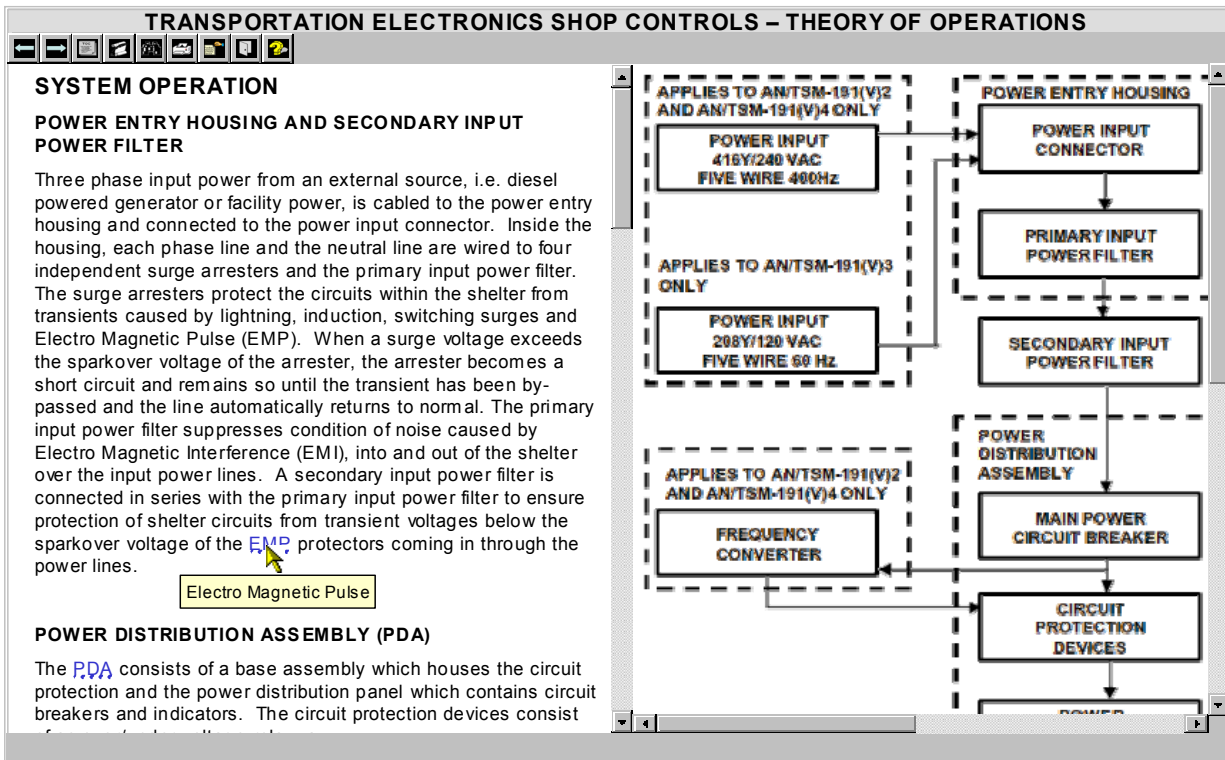 TRANSPORTATION ELECTRONICS SHOP CONTROLS – THEORY OF OPERATIONS
SYSTEM OPERATION
POWER ENTRY HOUSING AND SECONDARY INPUT
POWER FILTER
Three phase input power from an external source, i.e. diesel
powered generator or facility power, is cabled to the power entry
housing and connected to the power input connector. Inside the
housing, each phase line and the neutral line are wired to four
independent surge arresters and the primary input power filter.
The surge arresters protect the circuits within the shelter from
transients caused by lightning, induction, switching surges and
Electro Magnetic Pulse (EMP). When a surge voltage exceeds
the sparkover voltage of the arrester, the arrester becomes a
short circuit and remains so until the transient has been by-
passed and the line automatically returns to normal. The primary
input power filter suppresses condition of noise caused by
Electro Magnetic Interference (EMI), into and out of the shelter
over the input power lines. A secondary input power filter is
connected in series with the primary input power filter to ensure
protection of shelter circuits from transient voltages below the
sparkover voltage of the EMP protectors coming in through the
power lines.
Electro Magnetic Pulse
POWER DISTRIBUTION ASSEMBLY (PDA)
The PDA consists of a base assembly which houses the circuit
protection and the power distribution panel which contains circuit
breakers and indicators. The circuit protection devices consist
APPLIES TO AN/TSM-191(V)2
AND AN/TSM-191(V)4 ONLY
POWER INPUT
416Y/240 VAC
FIVE WIRE 400Hz
APPLIES TO AN/TSM-191(V)3
ONLY
POWER INPUT
208Y/120 VAC
FIVE WIRE 60 Hz
POWER ENTRY HOUSING
POWER INPUT
CONNECTOR
PRIMARY INPUT
POWER FILTER
SECONDARY INPUT
POWER FILTER
APPLIES TO AN/TSM-191(V)2
AND AN/TSM-191(V)4 ONLY
FREQUENCY
CONVERTER
POWER
DISTRIBUTION
ASSEMBLY
MAIN POWER
CIRCUIT BREAKER
CIRCUIT
PROTECTION
DEVICES
POWER